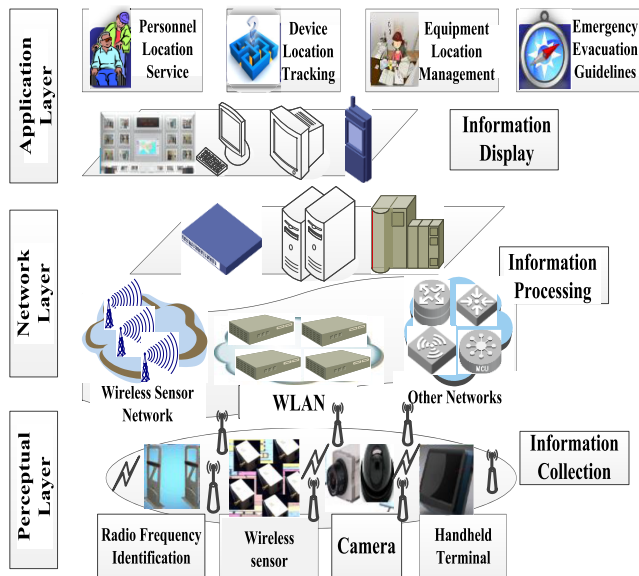 Application
Layer
Personnel
Location
Service
Device
Location
Tracking
Equipment
Location
Management
Emergency
Evacuation
Guidelines
Information
Display
Network
Layer
Information
Processing
MCU
Wireless Sensor
Network
WLAN
Other Networks
Perceptual
Layer
Information
Collection
Radio Frequency
Identification
Wireless
sensor
Camera
Handheld
Terminal